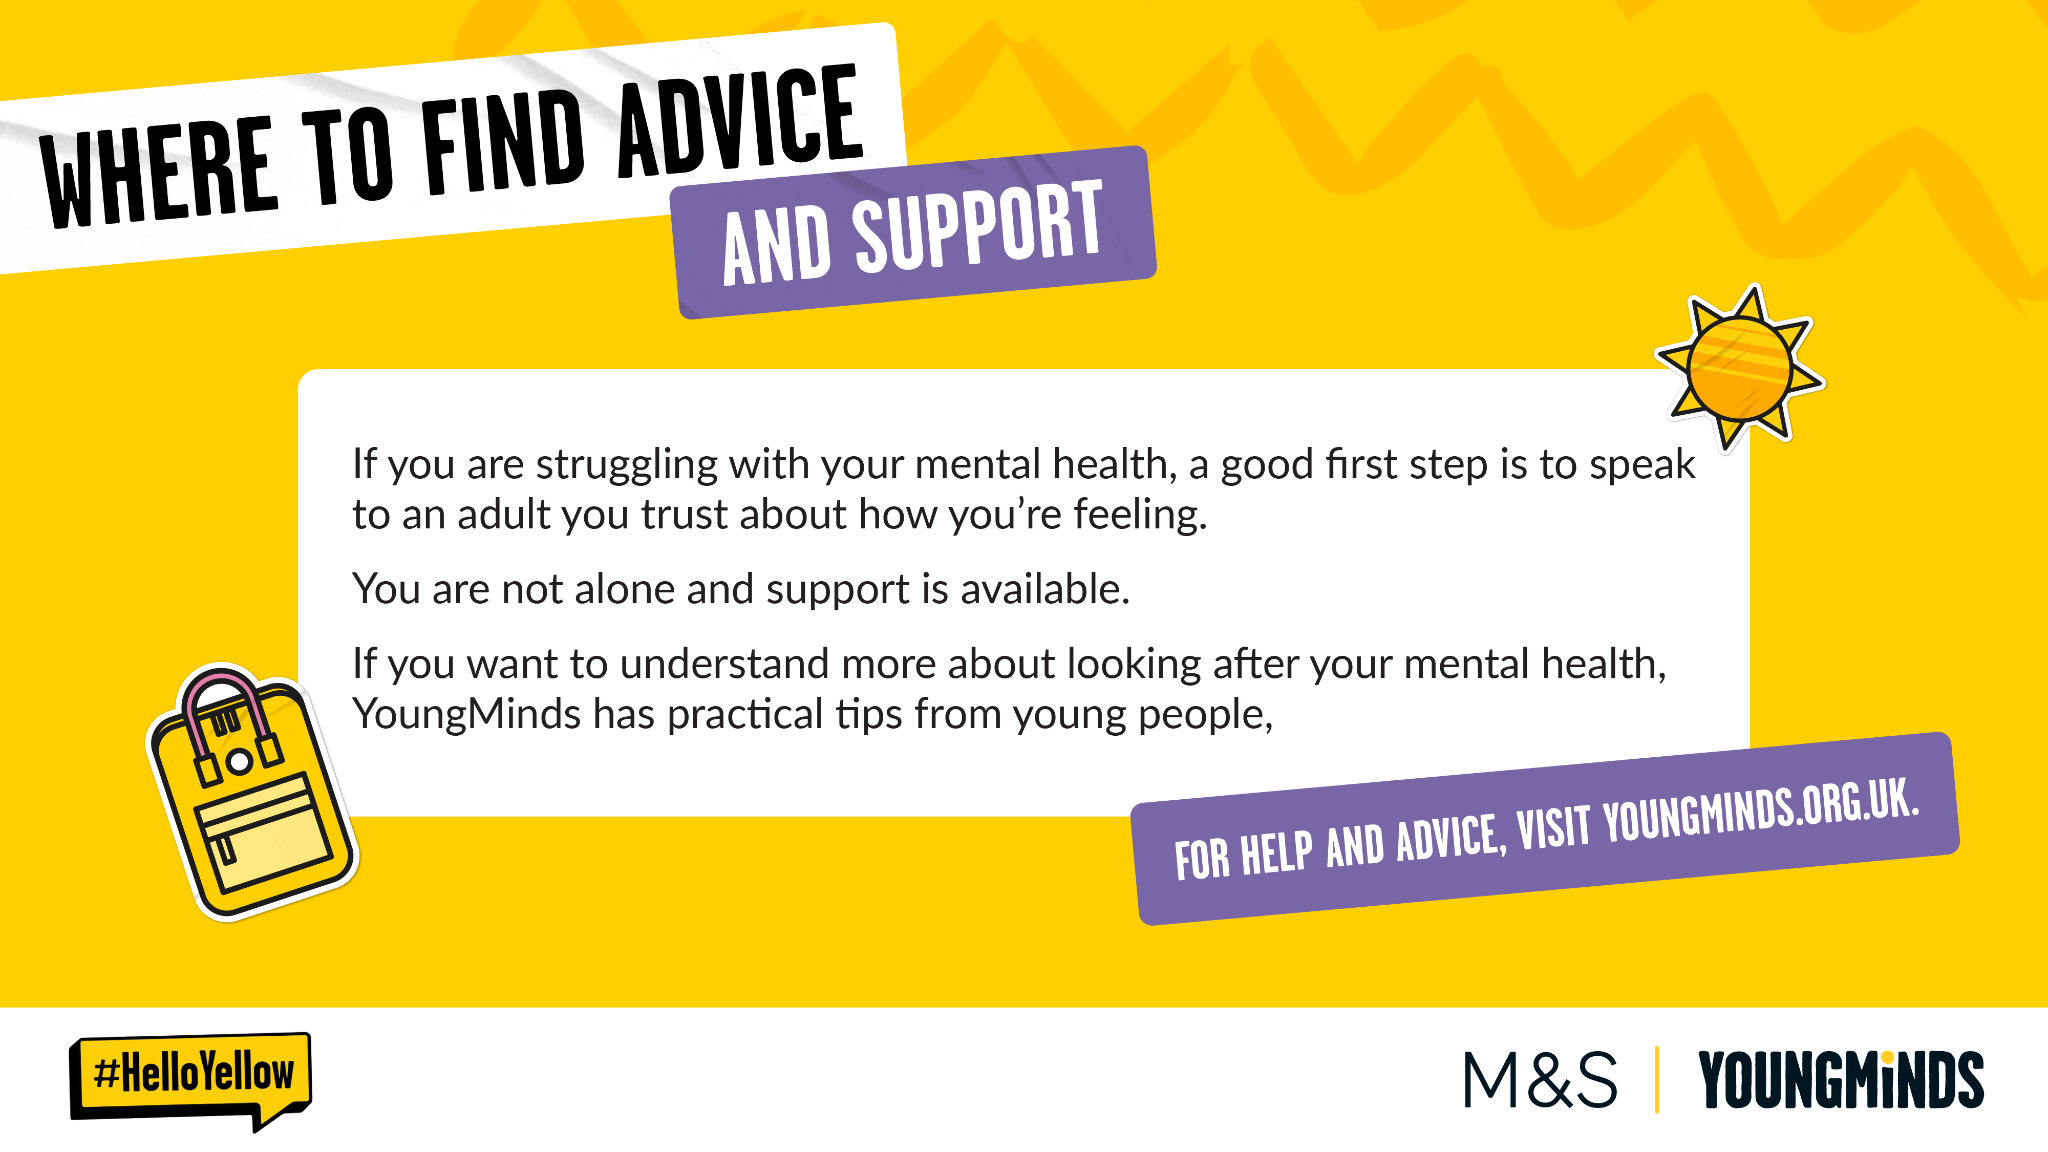 WHERE TO FIND ADVICE
AND SUPPORT
If you are struggling with your mental health, a good first step is to speak
to an adult you trust about how you’re feeling.
You are not alone and support is available.
If you want to understand more about looking after your mental health,
YoungMinds has practical tips from young people,
FOR HELP AND ADVICE, VISIT YOUNGMINDS.ORG.UK.
#HelloYellow
M&S
YOUNGMiNDS